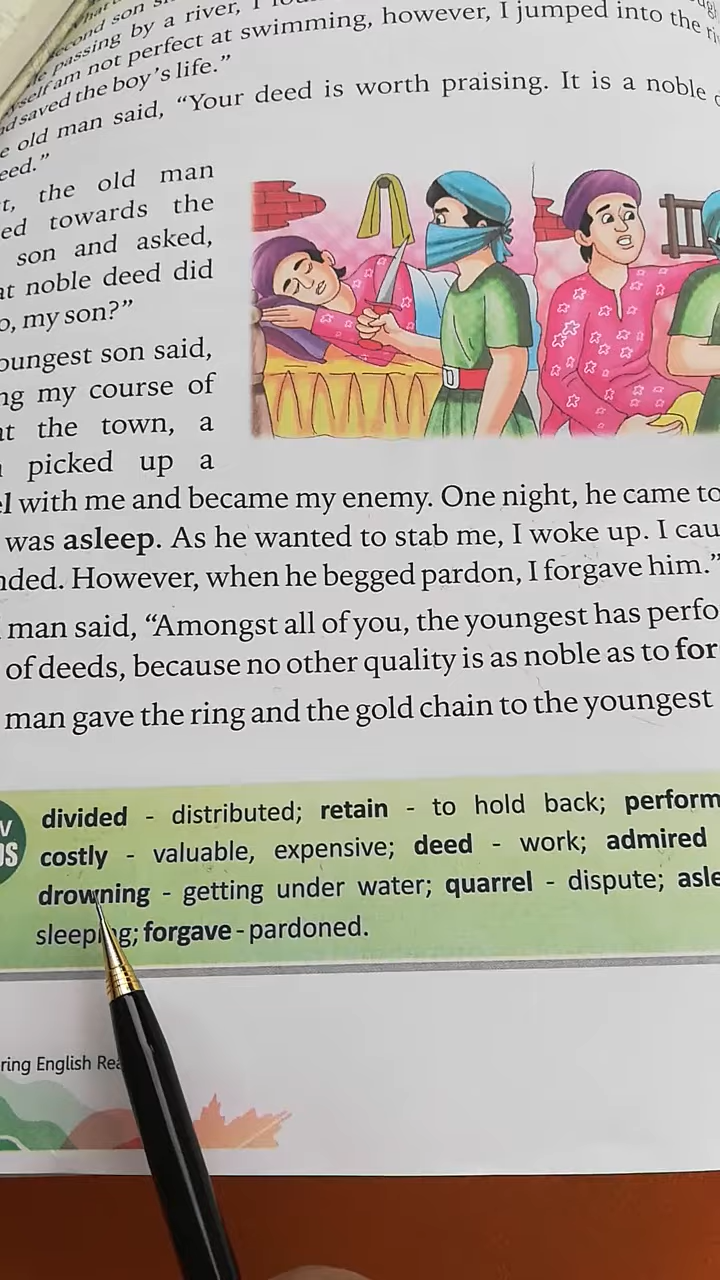 second son
passing by a river, I
am not perfect at swimming, however, I jumped into the
saved the boy's life."
old man said, "Your deed is worth praising. It is a noble
eed."
t, the old man
ed towards the
son and asked,
at noble deed did
o, my son?"
oungest son said,
ng my course of
at the town, a
picked up a
el with me and became my enemy. One night, he came to
was asleep. As he wanted to stab me, I woke up. I cau
nded. However, when he begged pardon, I forgave him."
man said, "Amongst all of you, the youngest has perfo
of deeds, because no other quality is as noble as to for
man gave the ring and the gold chain to the youngest
divided - distributed; retain - to hold back; perform
costly - valuable, expensive; deed - work; admired
drowning - getting under water; quarrel - dispute; asle
sleeping; forgave - pardoned.
ring English Rea